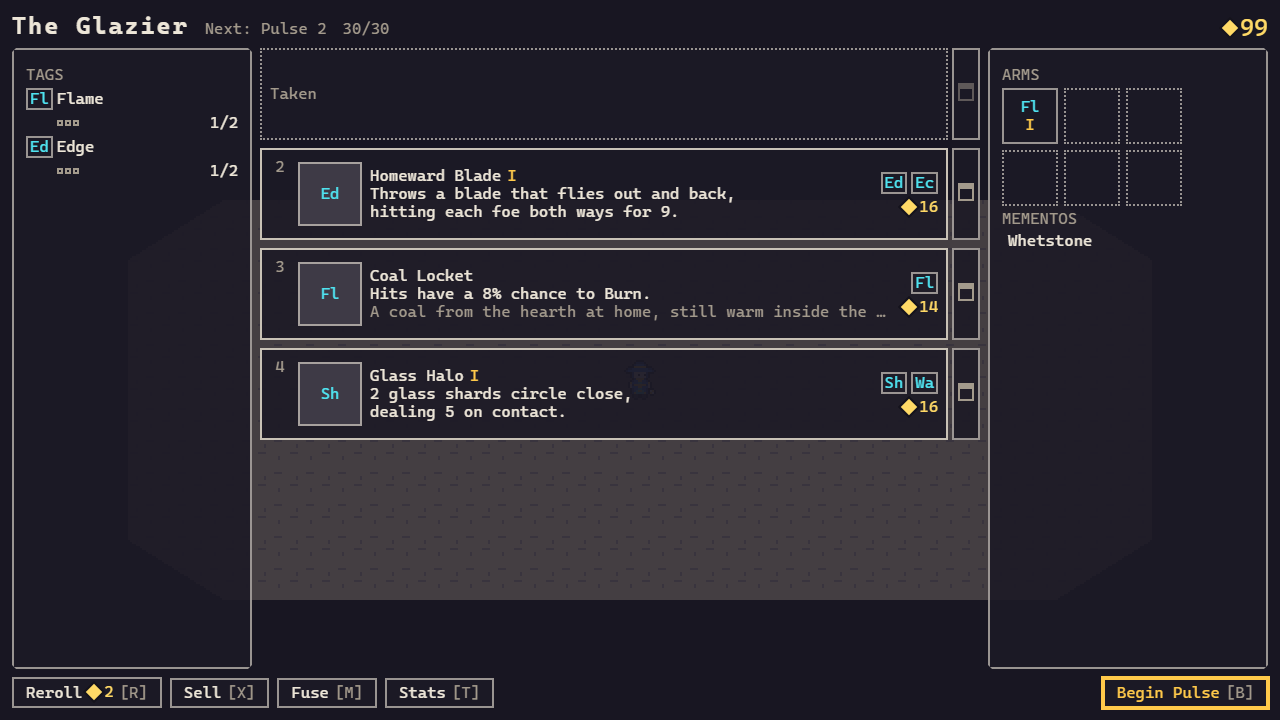 The Glazier Next: Pulse 2 30/30 99
TAGS
Fl Flame
1/2
Ed Edge
1/2
Taken
2
Ed
Homeward Blade I
Throws a blade that flies out and back,
hitting each foe both ways for 9.
Ed Ec
16
3
Fl
Coal Locket
Hits have a 8% chance to Burn.
A coal from the hearth at home, still warm inside the …
Fl
14
4
Sh
Glass Halo I
2 glass shards circle close,
dealing 5 on contact.
Sh Wa
16
ARMS
Fl
I
MEMENTOS
Whetstone
Reroll 2 [R] Sell [X] Fuse [M] Stats [T] Begin Pulse [B]